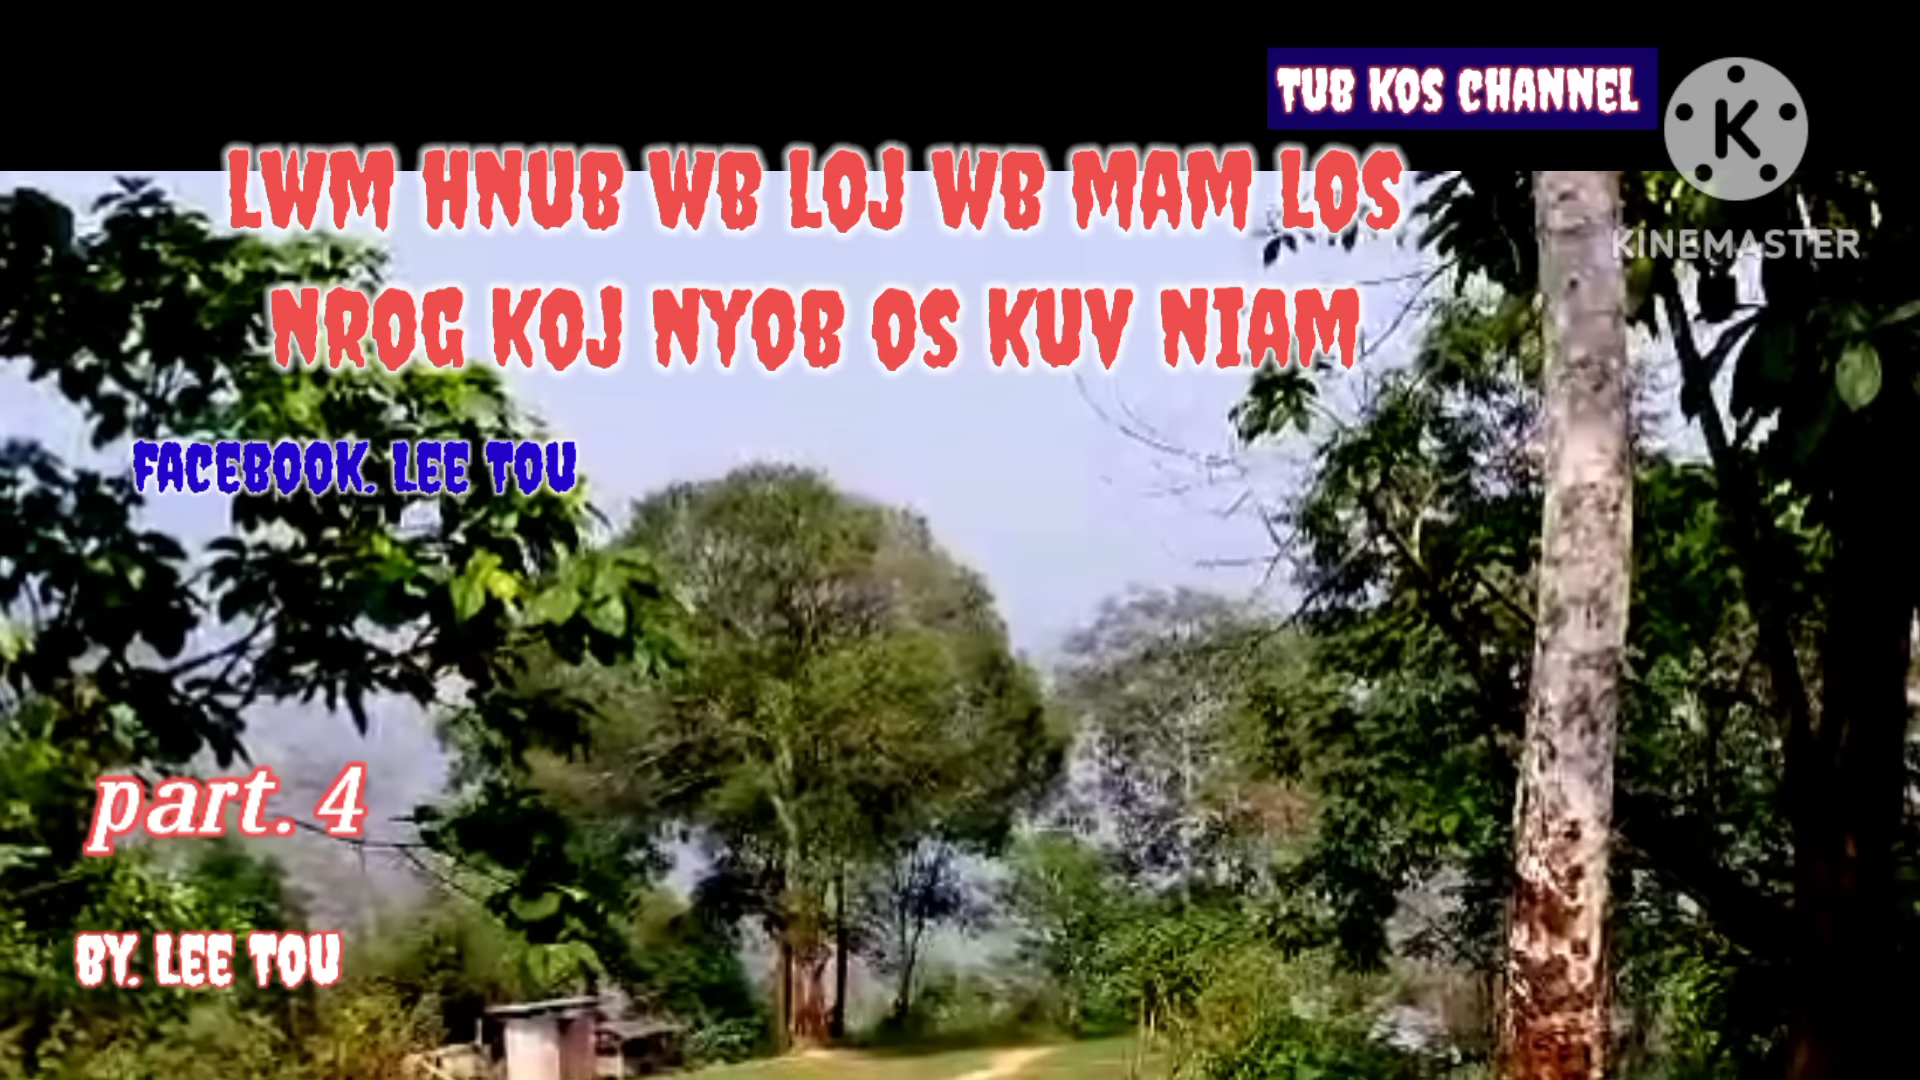 TUB KOS CHANNEL
K
KINEMASTER
LWM HNUB WB LOJ WB MAM LOS
NROG KOJ NYOB OS KUV NIAM
FACEBOOK. LEE TOU
part. 4
BY. LEE TOU